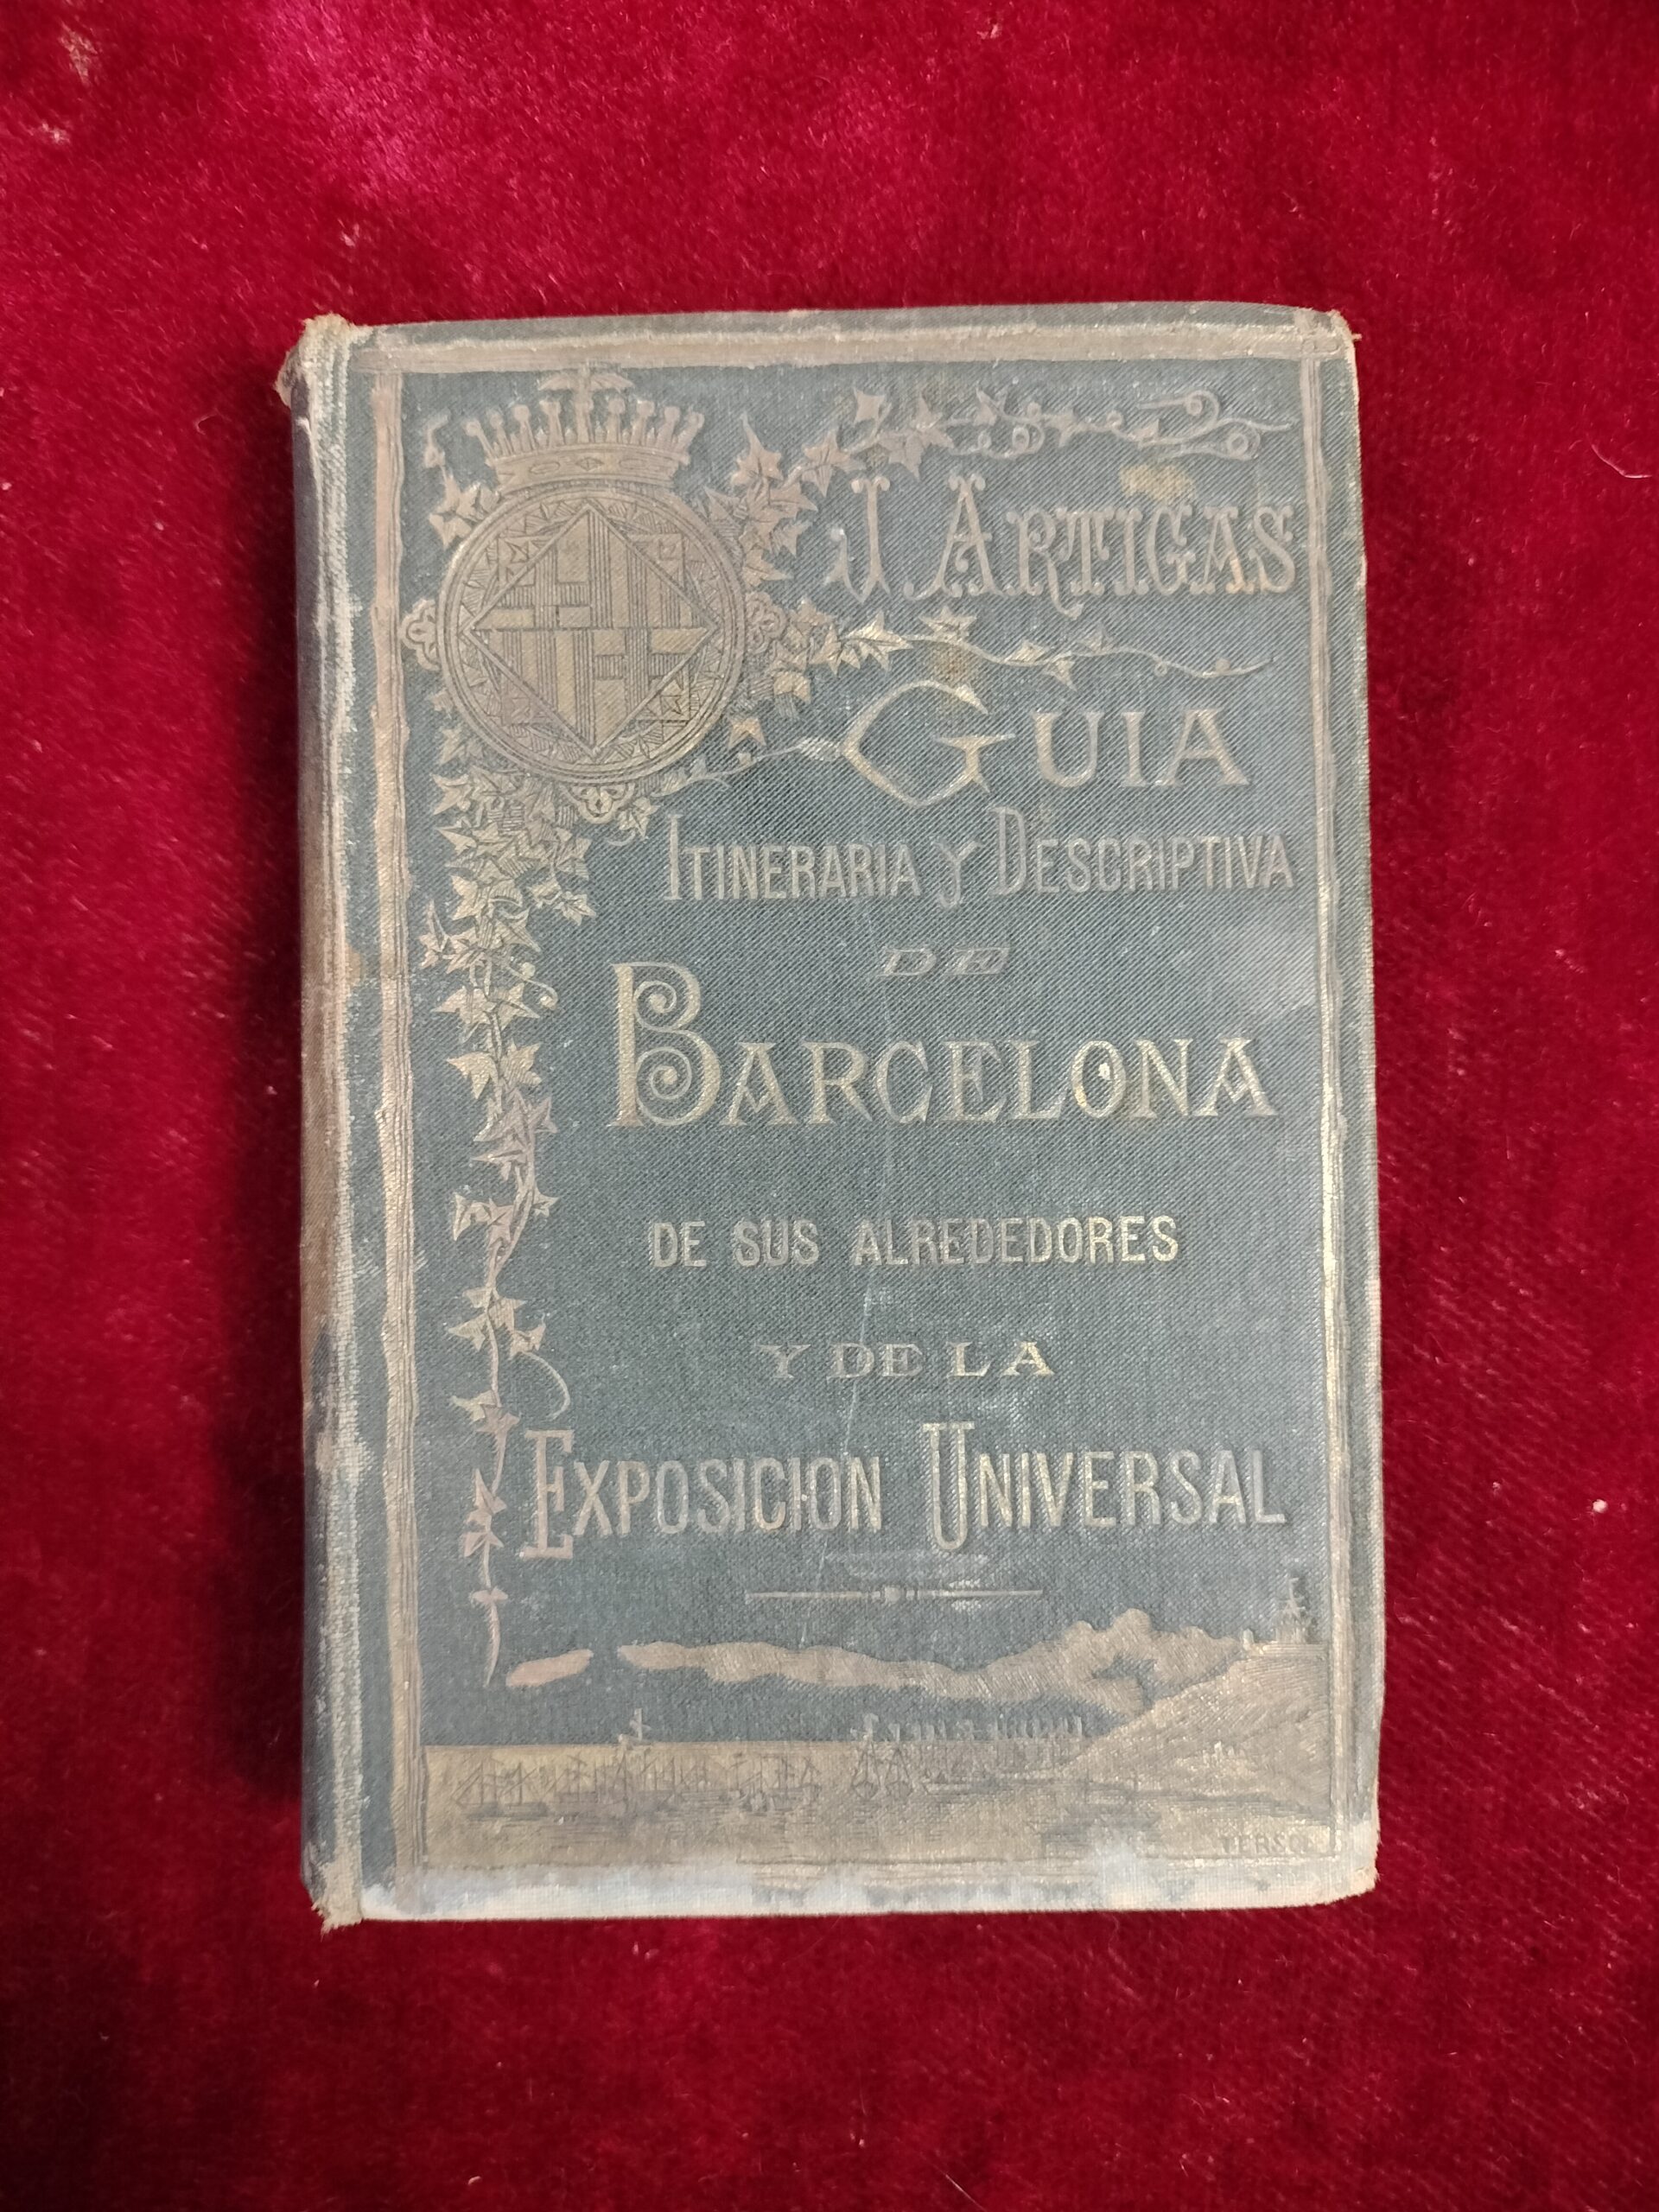 J. ARTIGAS
GUIA
ITINERARIA Y DESCRIPTIVA
DE
BARCELONA
DE SUS ALREDEDORES
Y DE LA
EXPOSICION UNIVERSAL